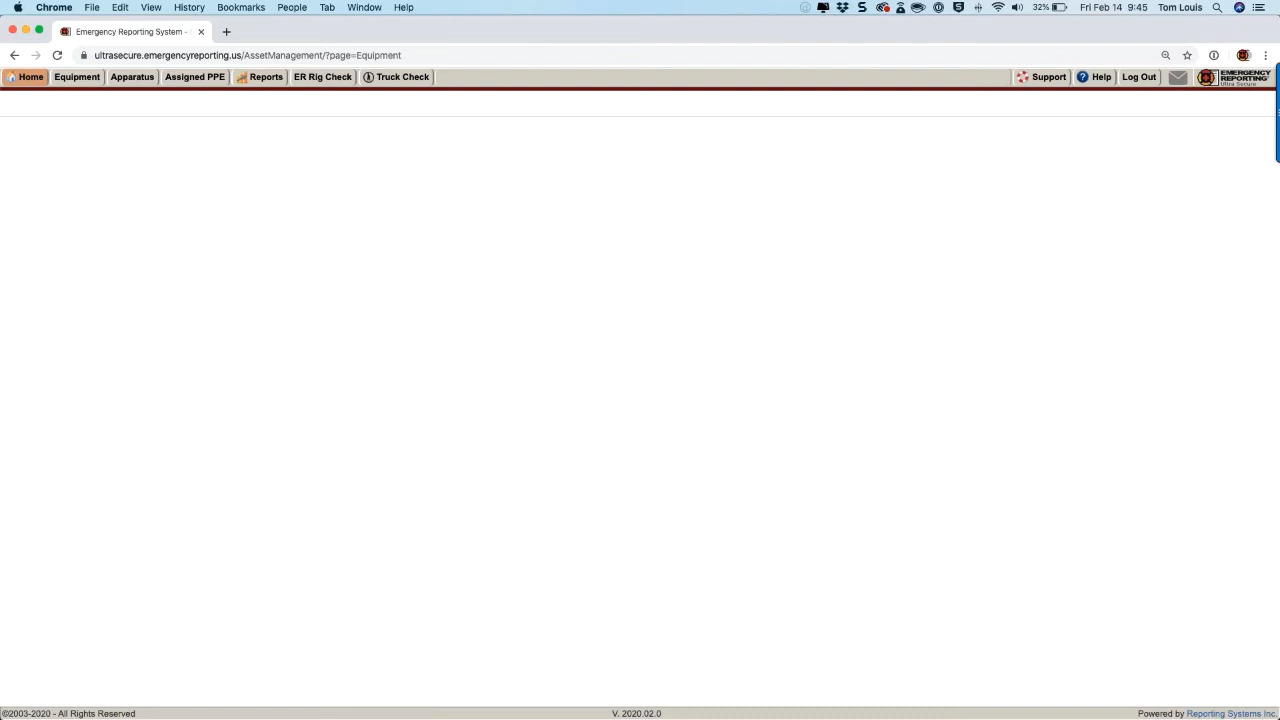 Chrome File Edit View History Bookmarks People Tab Window Help 32% Fri Feb 14 9:45 Tom Louis
Emergency Reporting System -
ultrasecure.emergencyreporting.us/AssetManagement/?page=Equipment
Home Equipment Apparatus Assigned PPE Reports ER Rig Check Truck Check Support Help Log Out EMERGENCY
REPORTING
Ultra Secure
©2003-2020 - All Rights Reserved V. 2020.02.0 Powered by Reporting Systems Inc.